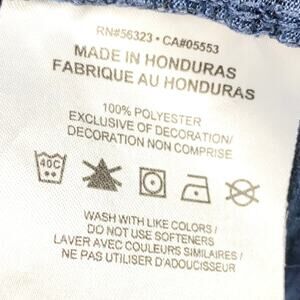 RN#56323 • CA#05553
MADE IN HONDURAS
FABRIQUE AU HONDURAS
100% POLYESTER
EXCLUSIVE OF DECORATION/
DECORATION NON COMPRISE
40C
WASH WITH LIKE COLORS /
DO NOT USE SOFTENERS
LAVER AVEC COULEURS SIMILAIRES /
NE PAS UTILISER D'ADOUCISSEUR